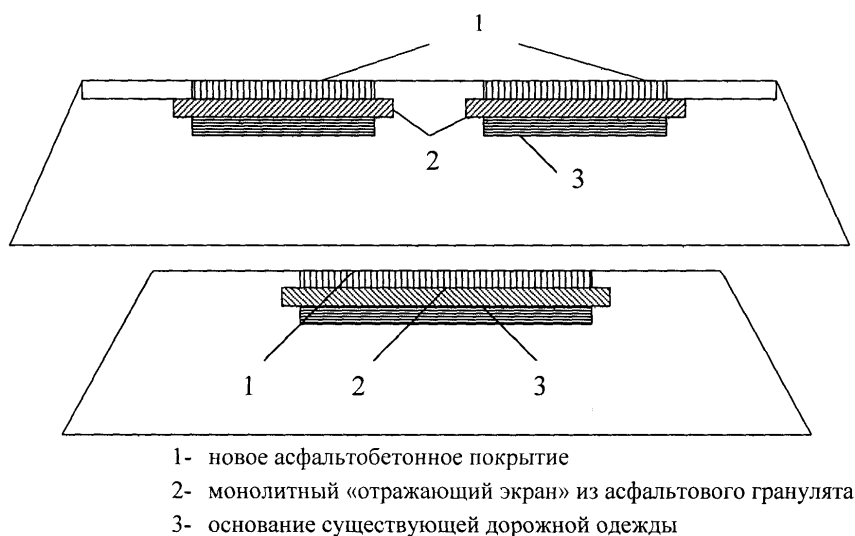 1
2
3
1
2
3
1- новое асфальтобетонное покрытие
2- монолитный «отражающий экран» из асфальтового гранулята
3- основание существующей дорожной одежды